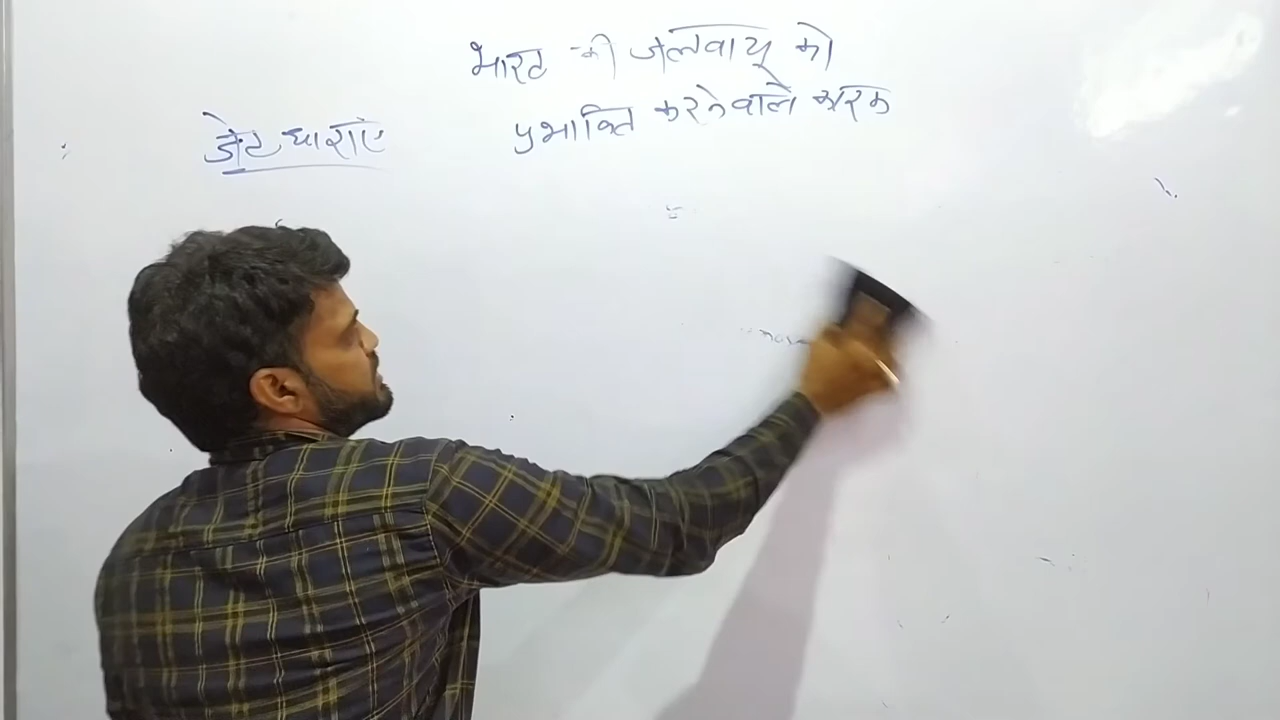 भारत की जलवायु को
प्रभावित करनेवाले कारक
जेट धाराएं